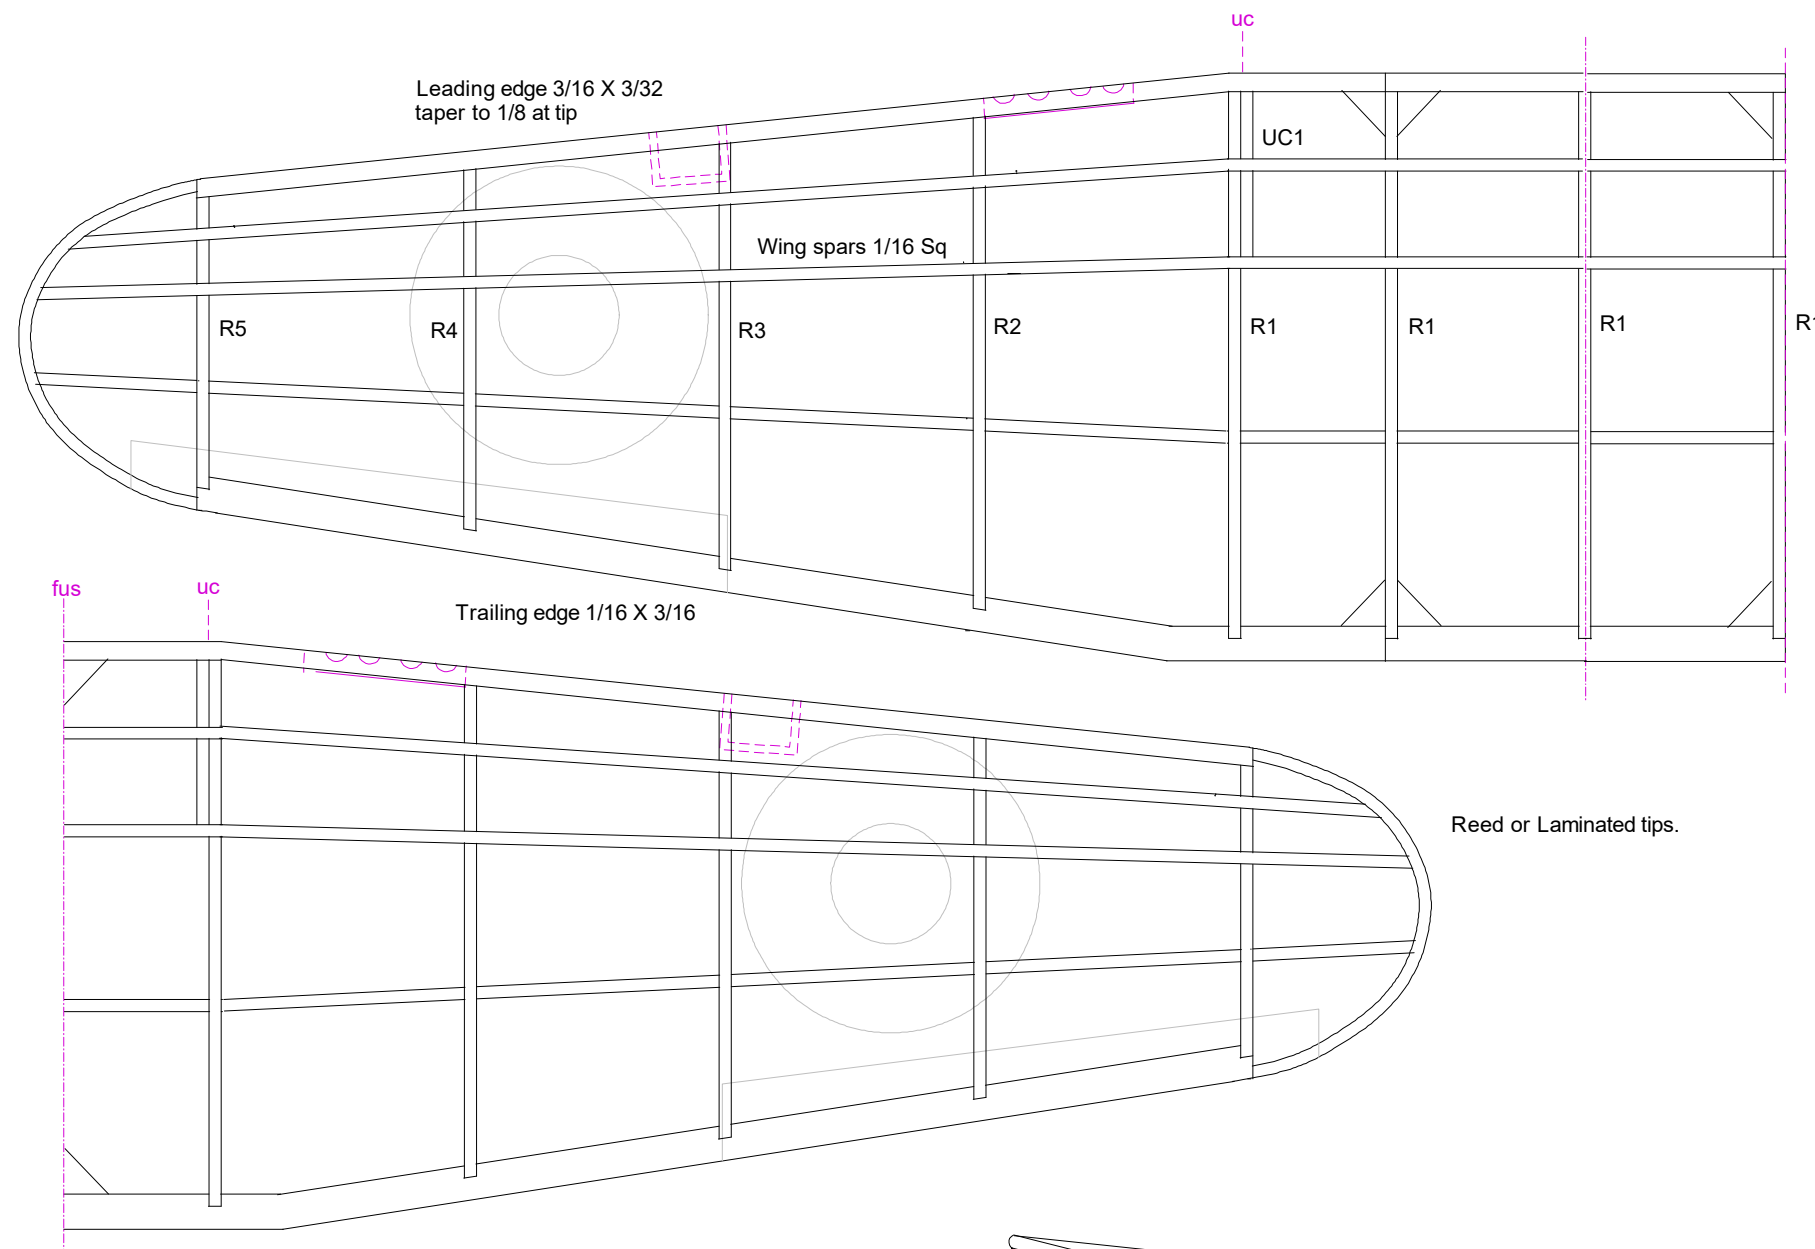 uc
Leading edge 3/16 X 3/32
taper to 1/8 at tip
UC1
Wing spars 1/16 Sq
R5
R4
R3
R2
R1
R1
R1
fus
uc
Trailing edge 1/16 X 3/16
Reed or Laminated tips.